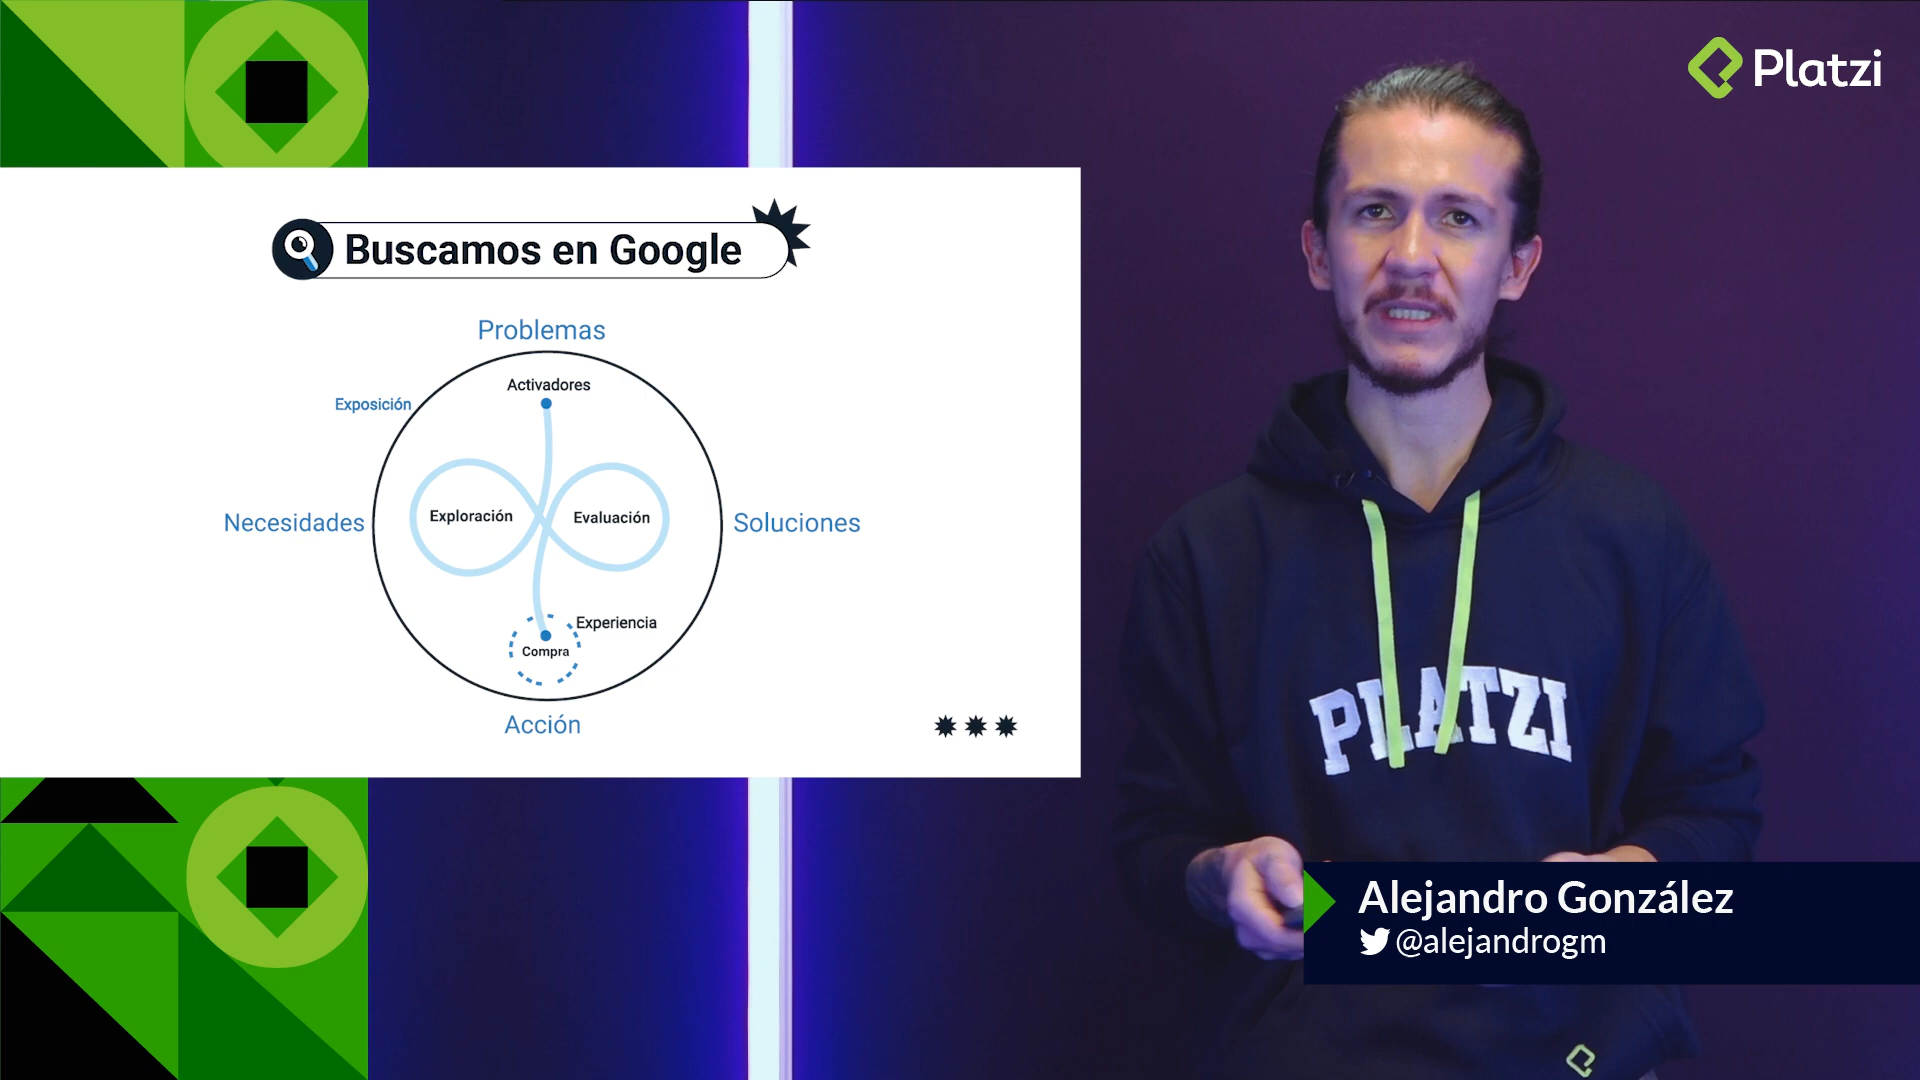 Platzi
Buscamos en Google
Problemas
Activadores
Exposición
Exploración
Evaluación
Necesidades
Soluciones
Experiencia
Compra
Acción
PLATZI
Alejandro González
@alejandrogm